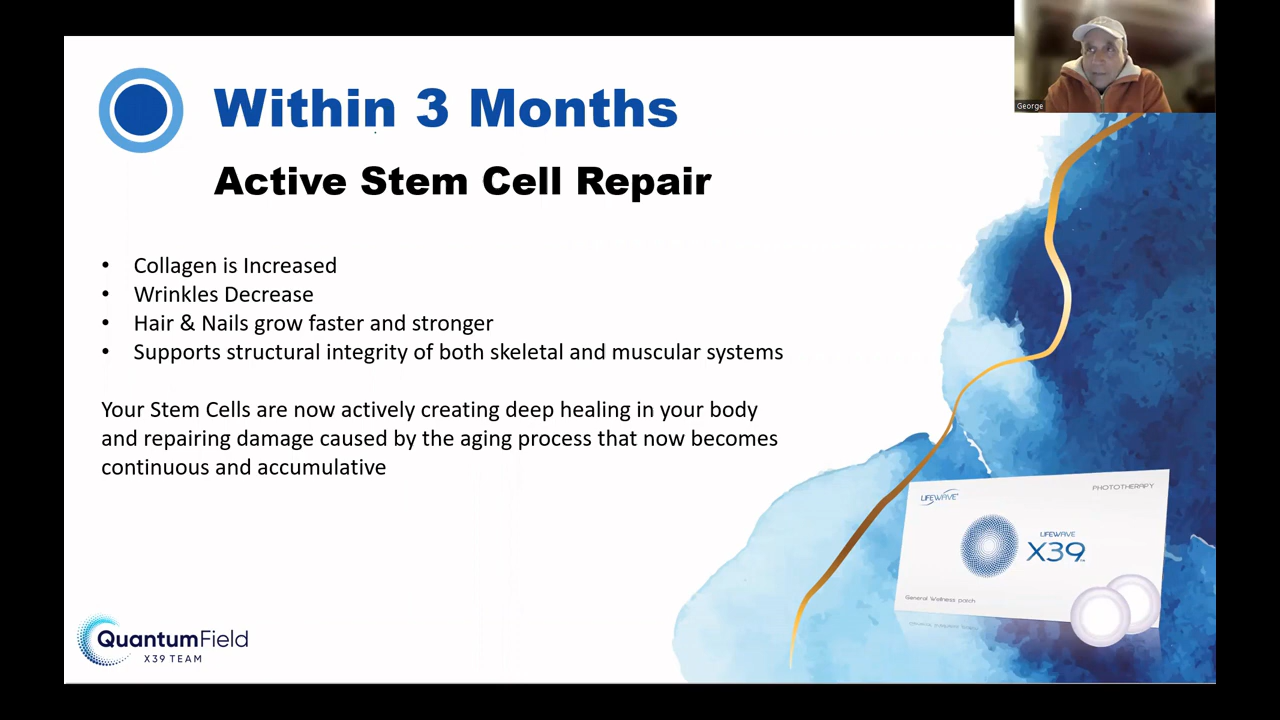 George
Within 3 Months
Active Stem Cell Repair
• Collagen is Increased
• Wrinkles Decrease
• Hair & Nails grow faster and stronger
• Supports structural integrity of both skeletal and muscular systems
Your Stem Cells are now actively creating deep healing in your body
and repairing damage caused by the aging process that now becomes
continuous and accumulative
LIFEWAVE
PHOTOTHERAPY
LIFEWAVE
X39
General Wellness patch
QuantumField
X39 TEAM